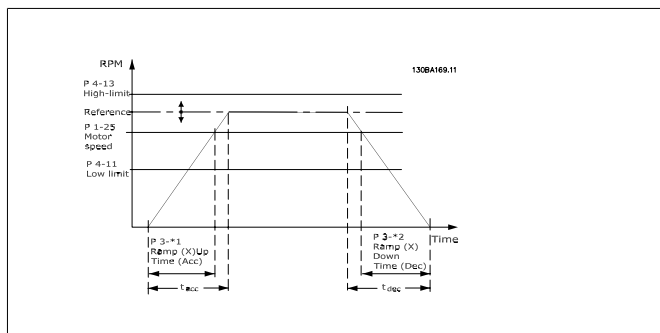 RPM
130BA169.11
P 4-13
High-limit
Reference
P 1-25
Motor
speed
P 4-11
Low limit
Time
P 3-*1
Ramp (X)Up
Time (Acc)
P 3-*2
Ramp (X)
Down
Time (Dec)
tacc
tdec